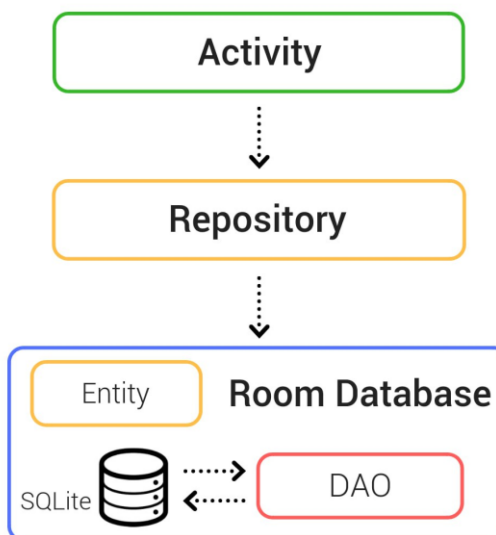 Activity
Repository
Entity
Room Database
SQLite
DAO